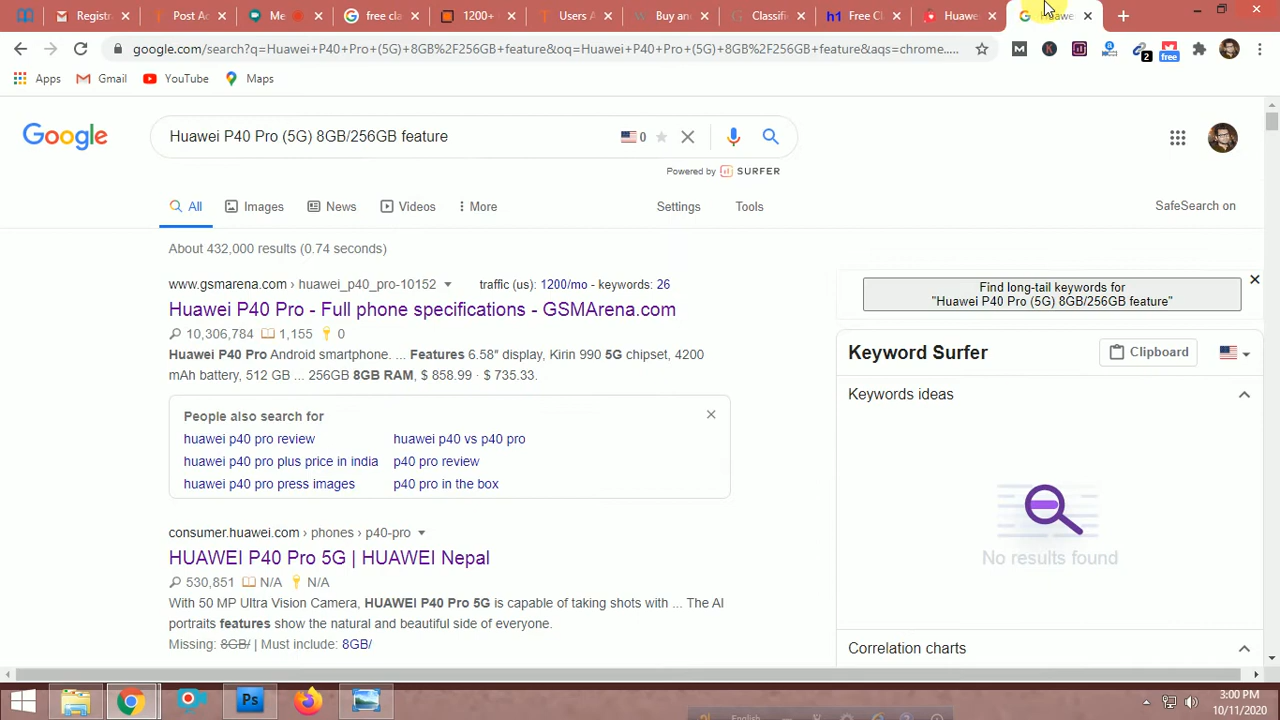 Registr
Post Ac
Me
free cla
1200+
Users A
Buy an
Classific
Free Cl
Huawe
Huawe
google.com/search?q=Huawei+P40+Pro+(5G)+8GB%2F256GB+feature&oq=Huawei+P40+Pro+(5G)+8GB%2F256GB+feature&aqs=chrome....
2
free
Apps
Gmail
YouTube
Maps
Google
Huawei P40 Pro (5G) 8GB/256GB feature
0
Powered by SURFER
All
Images
News
Videos
More
Settings
Tools
SafeSearch on
About 432,000 results (0.74 seconds)
www.gsmarena.com › huawei_p40_pro-10152
traffic (us): 1200/mo - keywords: 26
Huawei P40 Pro - Full phone specifications - GSMArena.com
10,306,784 1,155 0
Huawei P40 Pro Android smartphone. ... Features 6.58″ display, Kirin 990 5G chipset, 4200
mAh battery, 512 GB ... 256GB 8GB RAM, $ 858.99 · $ 735.33.
People also search for
huawei p40 pro review
huawei p40 vs p40 pro
huawei p40 pro plus price in india
p40 pro review
huawei p40 pro press images
p40 pro in the box
consumer.huawei.com › phones › p40-pro
HUAWEI P40 Pro 5G | HUAWEI Nepal
530,851 N/A N/A
With 50 MP Ultra Vision Camera, HUAWEI P40 Pro 5G is capable of taking shots with ... The AI
portraits features show the natural and beautiful side of everyone.
Missing: 8GB/ | Must include: 8GB/
Find long-tail keywords for
"Huawei P40 Pro (5G) 8GB/256GB feature"
Keyword Surfer
Clipboard
Keywords ideas
No results found
Correlation charts
Ps
English
3:00 PM
10/11/2020